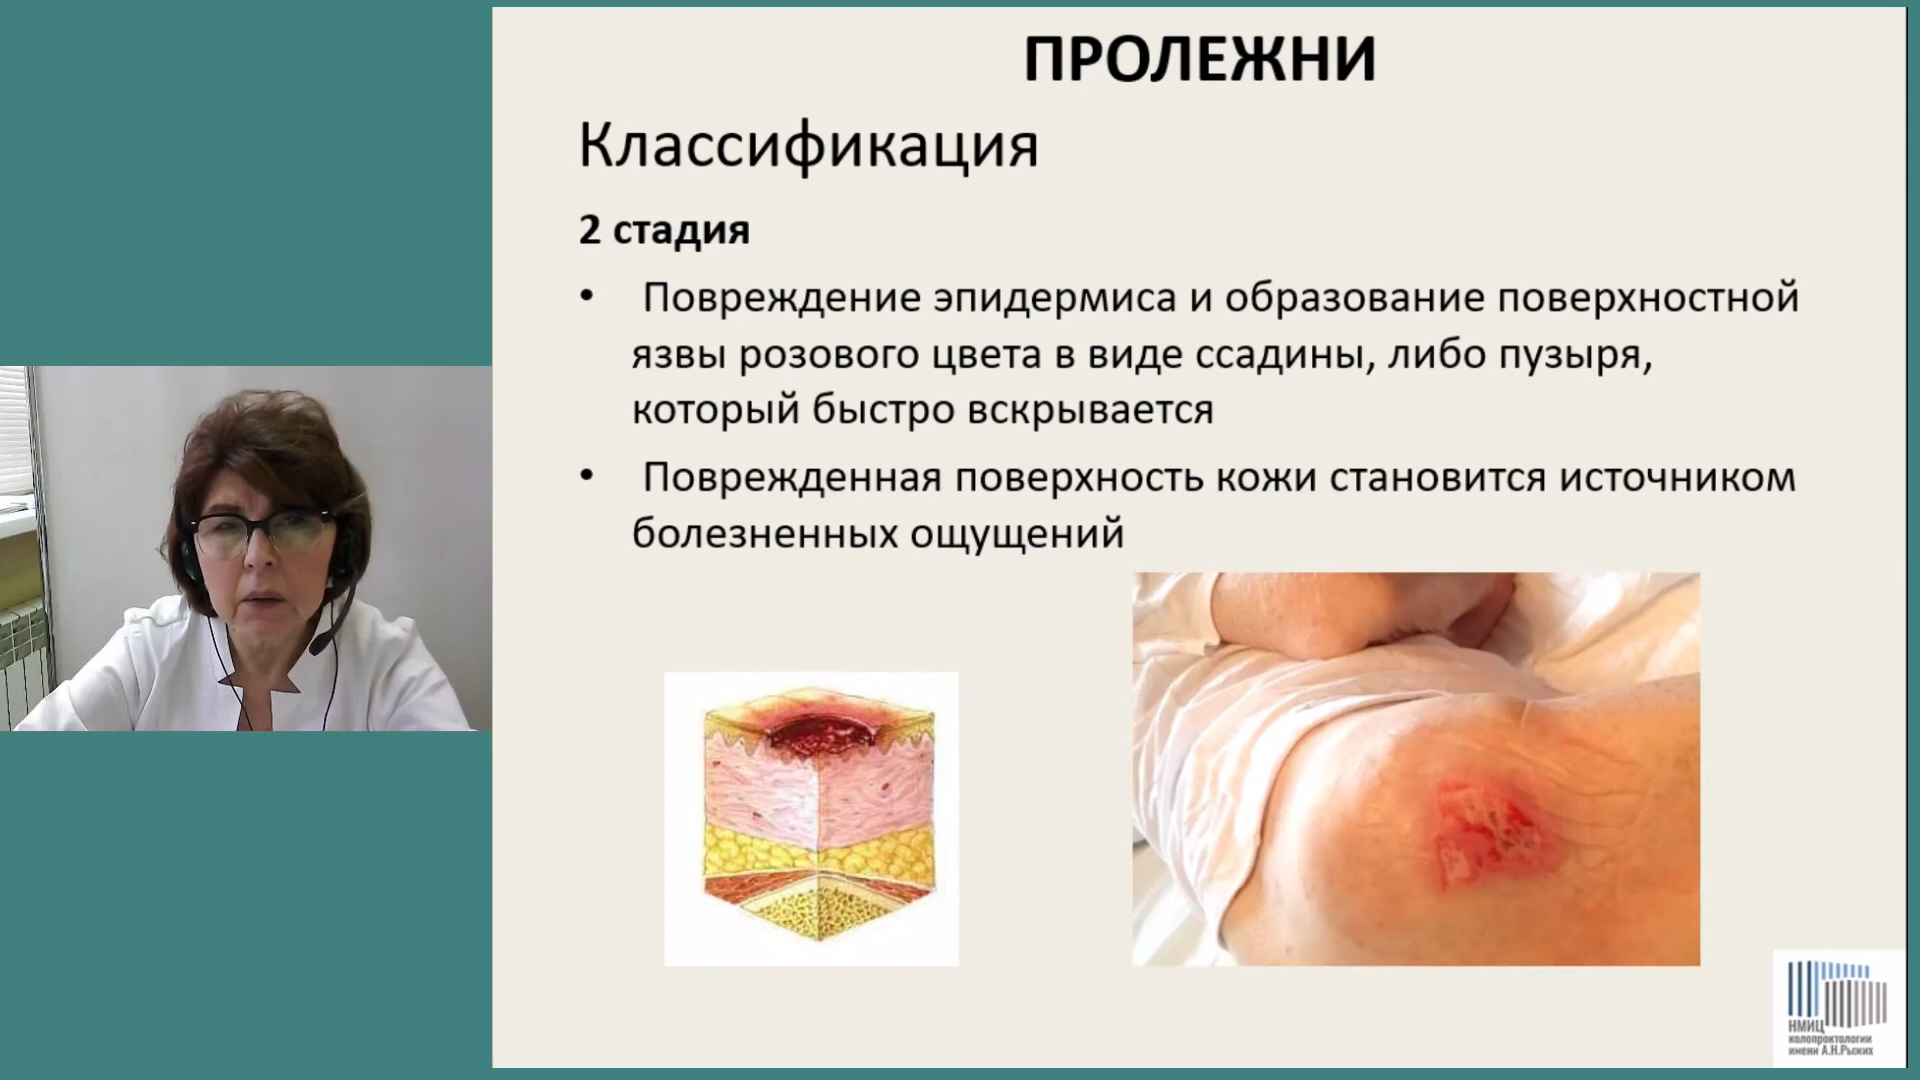 ПРОЛЕЖНИ
Классификация
2 стадия
• Повреждение эпидермиса и образование поверхностной
язвы розового цвета в виде ссадины, либо пузыря,
который быстро вскрывается
• Поврежденная поверхность кожи становится источником
болезненных ощущений
НМИЦ
колопроктологии
имени А.Н.Рыжих